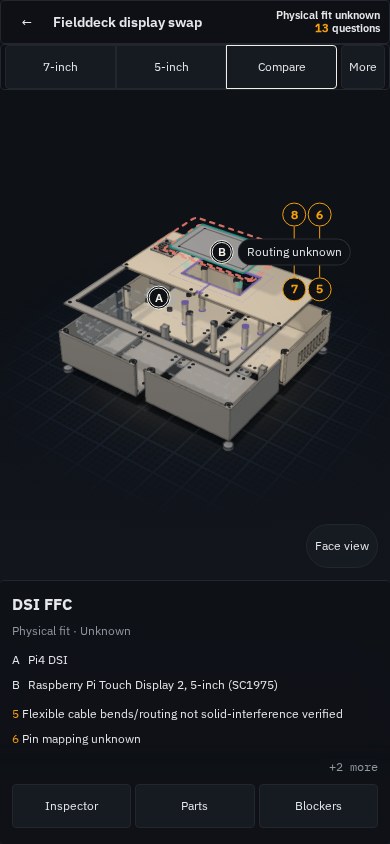 ← Fielddeck display swap
Physical fit unknown
13 questions
7-inch
5-inch
Compare
More
8
6
B
Routing unknown
7
5
A
Face view
DSI FFC
Physical fit · Unknown
A Pi4 DSI
B Raspberry Pi Touch Display 2, 5-inch (SC1975)
5 Flexible cable bends/routing not solid-interference verified
6 Pin mapping unknown
+2 more
Inspector
Parts
Blockers